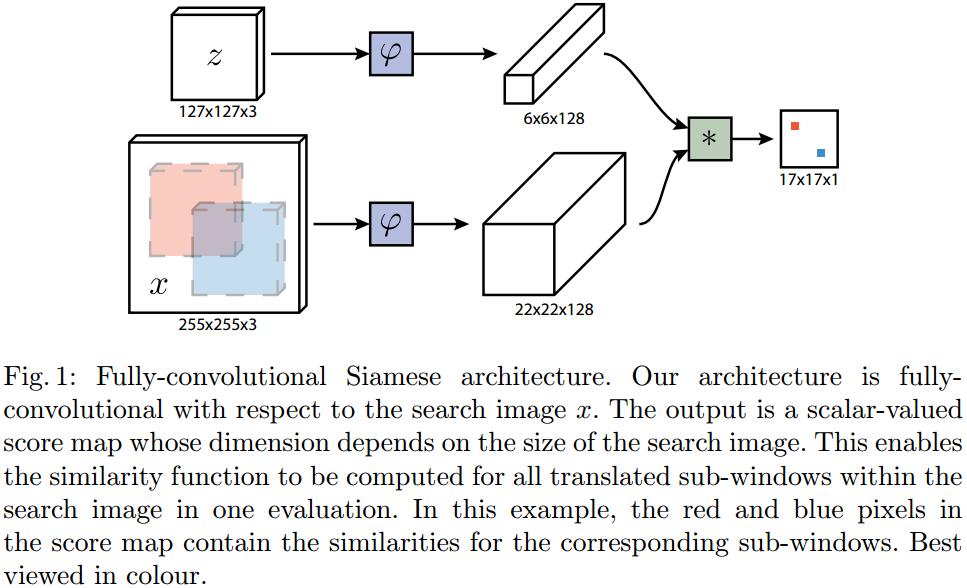 z
φ
127x127x3
6x6x128
*
17x17x1
x
φ
255x255x3
22x22x128
Fig. 1: Fully-convolutional Siamese architecture. Our architecture is fully-
convolutional with respect to the search image x. The output is a scalar-valued
score map whose dimension depends on the size of the search image. This enables
the similarity function to be computed for all translated sub-windows within the
search image in one evaluation. In this example, the red and blue pixels in
the score map contain the similarities for the corresponding sub-windows. Best
viewed in colour.